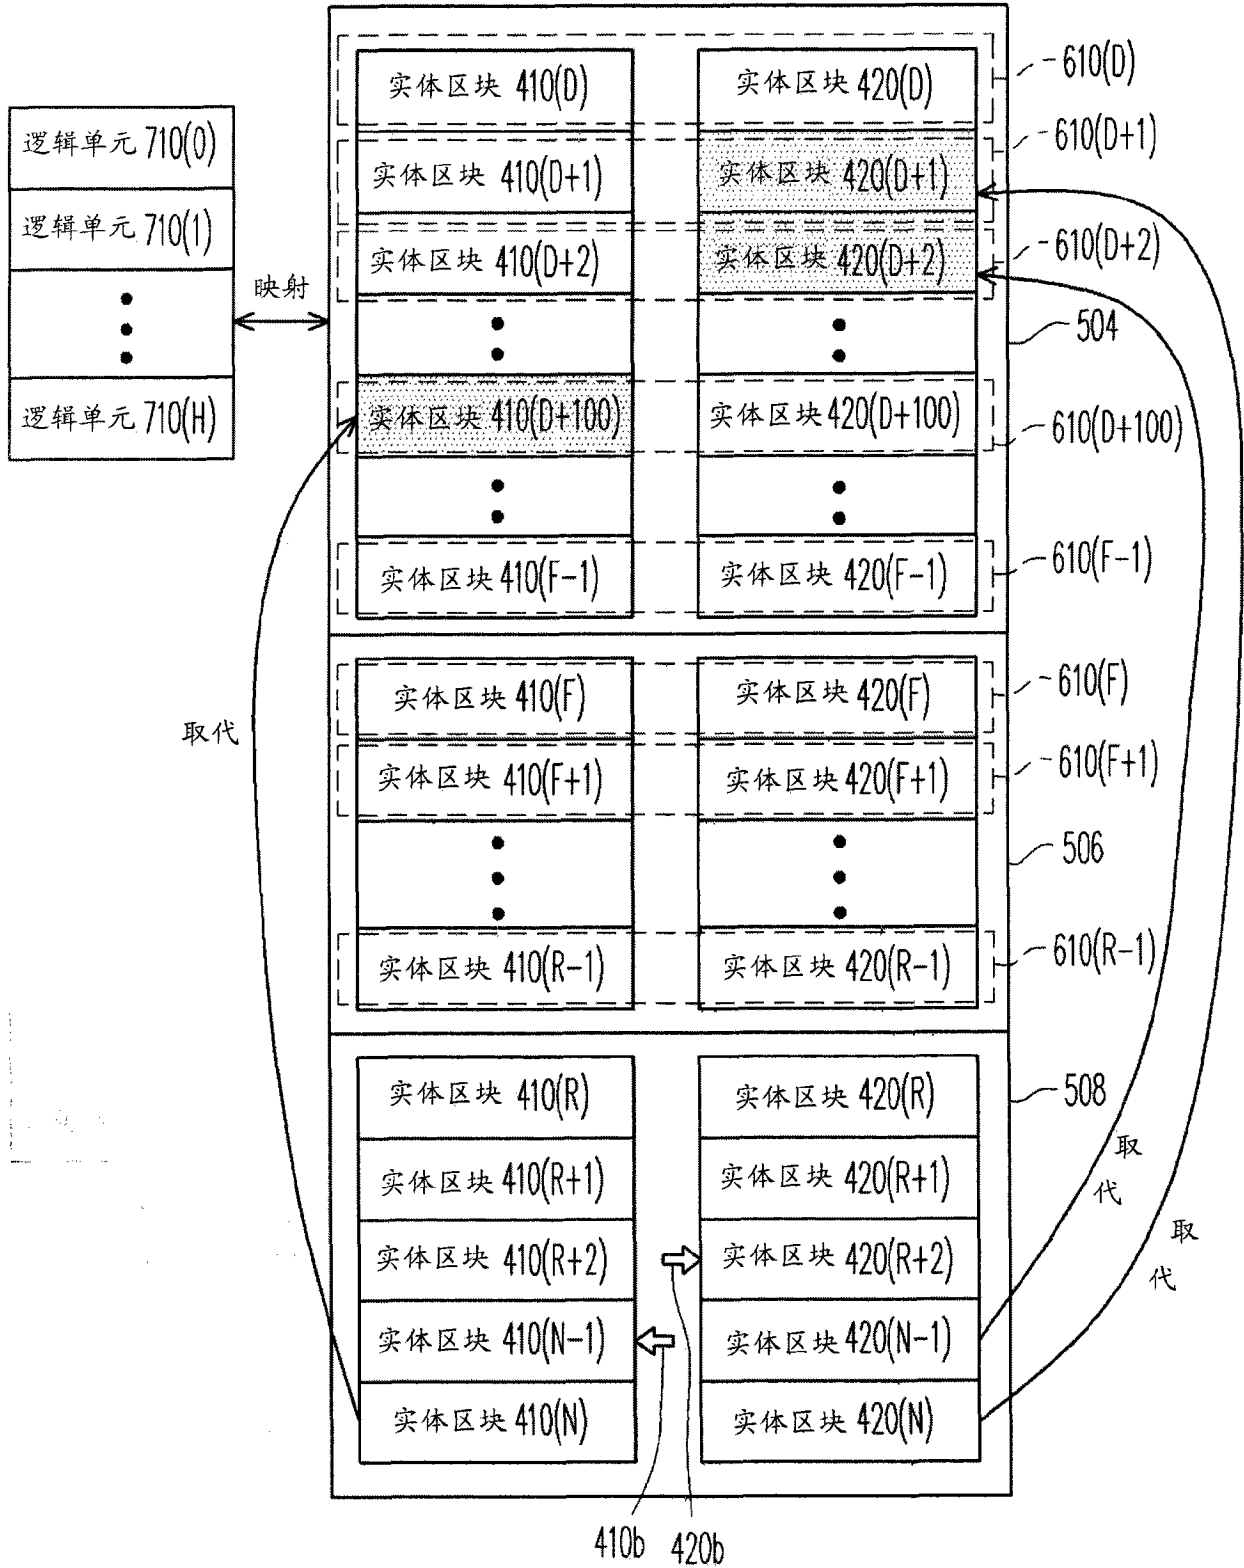 逻辑单元 710(0)
逻辑单元 710(1)
逻辑单元 710(H)
映射
实体区块 410(D)
实体区块 420(D)
610(D)
实体区块 410(D+1)
实体区块 420(D+1)
610(D+1)
实体区块 410(D+2)
实体区块 420(D+2)
610(D+2)
504
实体区块 410(D+100)
实体区块 420(D+100)
610(D+100)
实体区块 410(F-1)
实体区块 420(F-1)
610(F-1)
实体区块 410(F)
实体区块 420(F)
610(F)
取代
实体区块 410(F+1)
实体区块 420(F+1)
610(F+1)
506
实体区块 410(R-1)
实体区块 420(R-1)
610(R-1)
实体区块 410(R)
实体区块 420(R)
508
实体区块 410(R+1)
实体区块 420(R+1)
取代
实体区块 410(R+2)
实体区块 420(R+2)
取代
实体区块 410(N-1)
实体区块 420(N-1)
实体区块 410(N)
实体区块 420(N)
410b
420b